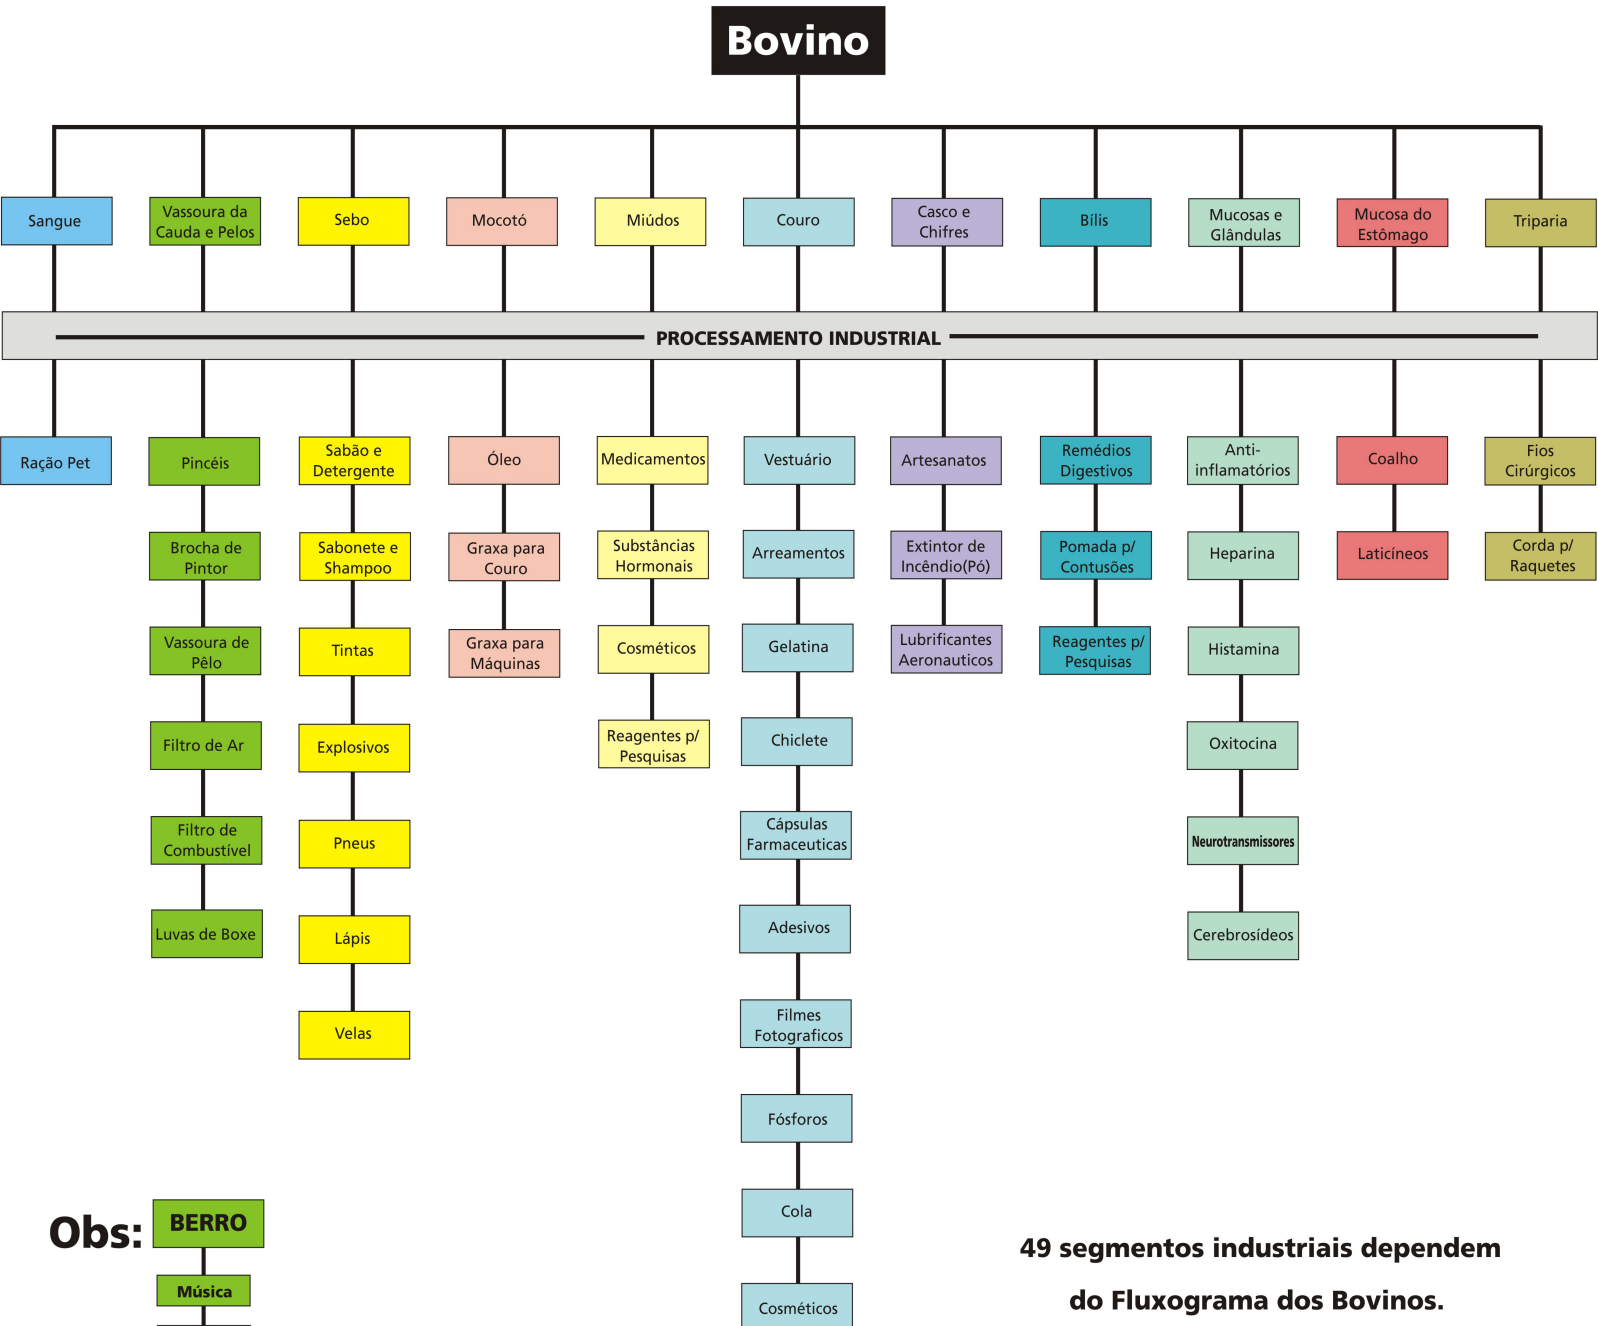 Bovino
Sangue
Vassoura da
Cauda e Pelos
Sebo
Mocotó
Miúdos
Couro
Casco e
Chifres
Bílis
Mucosas e
Glândulas
Mucosa do
Estômago
Triparia
PROCESSAMENTO INDUSTRIAL
Ração Pet
Pincéis
Sabão e
Detergente
Óleo
Medicamentos
Vestuário
Artesanatos
Remédios
Digestivos
Anti-
inflamatórios
Coalho
Fios
Cirúrgicos
Brocha de
Pintor
Sabonete e
Shampoo
Graxa para
Couro
Substâncias
Hormonais
Arreamentos
Extintor de
Incêndio(Pó)
Pomada p/
Contusões
Heparina
Laticíneos
Corda p/
Raquetes
Vassoura de
Pêlo
Tintas
Graxa para
Máquinas
Cosméticos
Gelatina
Lubrificantes
Aeronauticos
Reagentes p/
Pesquisas
Histamina
Filtro de Ar
Explosivos
Reagentes p/
Pesquisas
Chiclete
Oxitocina
Filtro de
Combustível
Pneus
Cápsulas
Farmaceuticas
Neurotransmissores
Luvas de Boxe
Lápis
Adesivos
Cerebrosídeos
Velas
Filmes
Fotograficos
Fósforos
Cola
Cosméticos
Obs:
BERRO
Música
49 segmentos industriais dependem
do Fluxograma dos Bovinos.